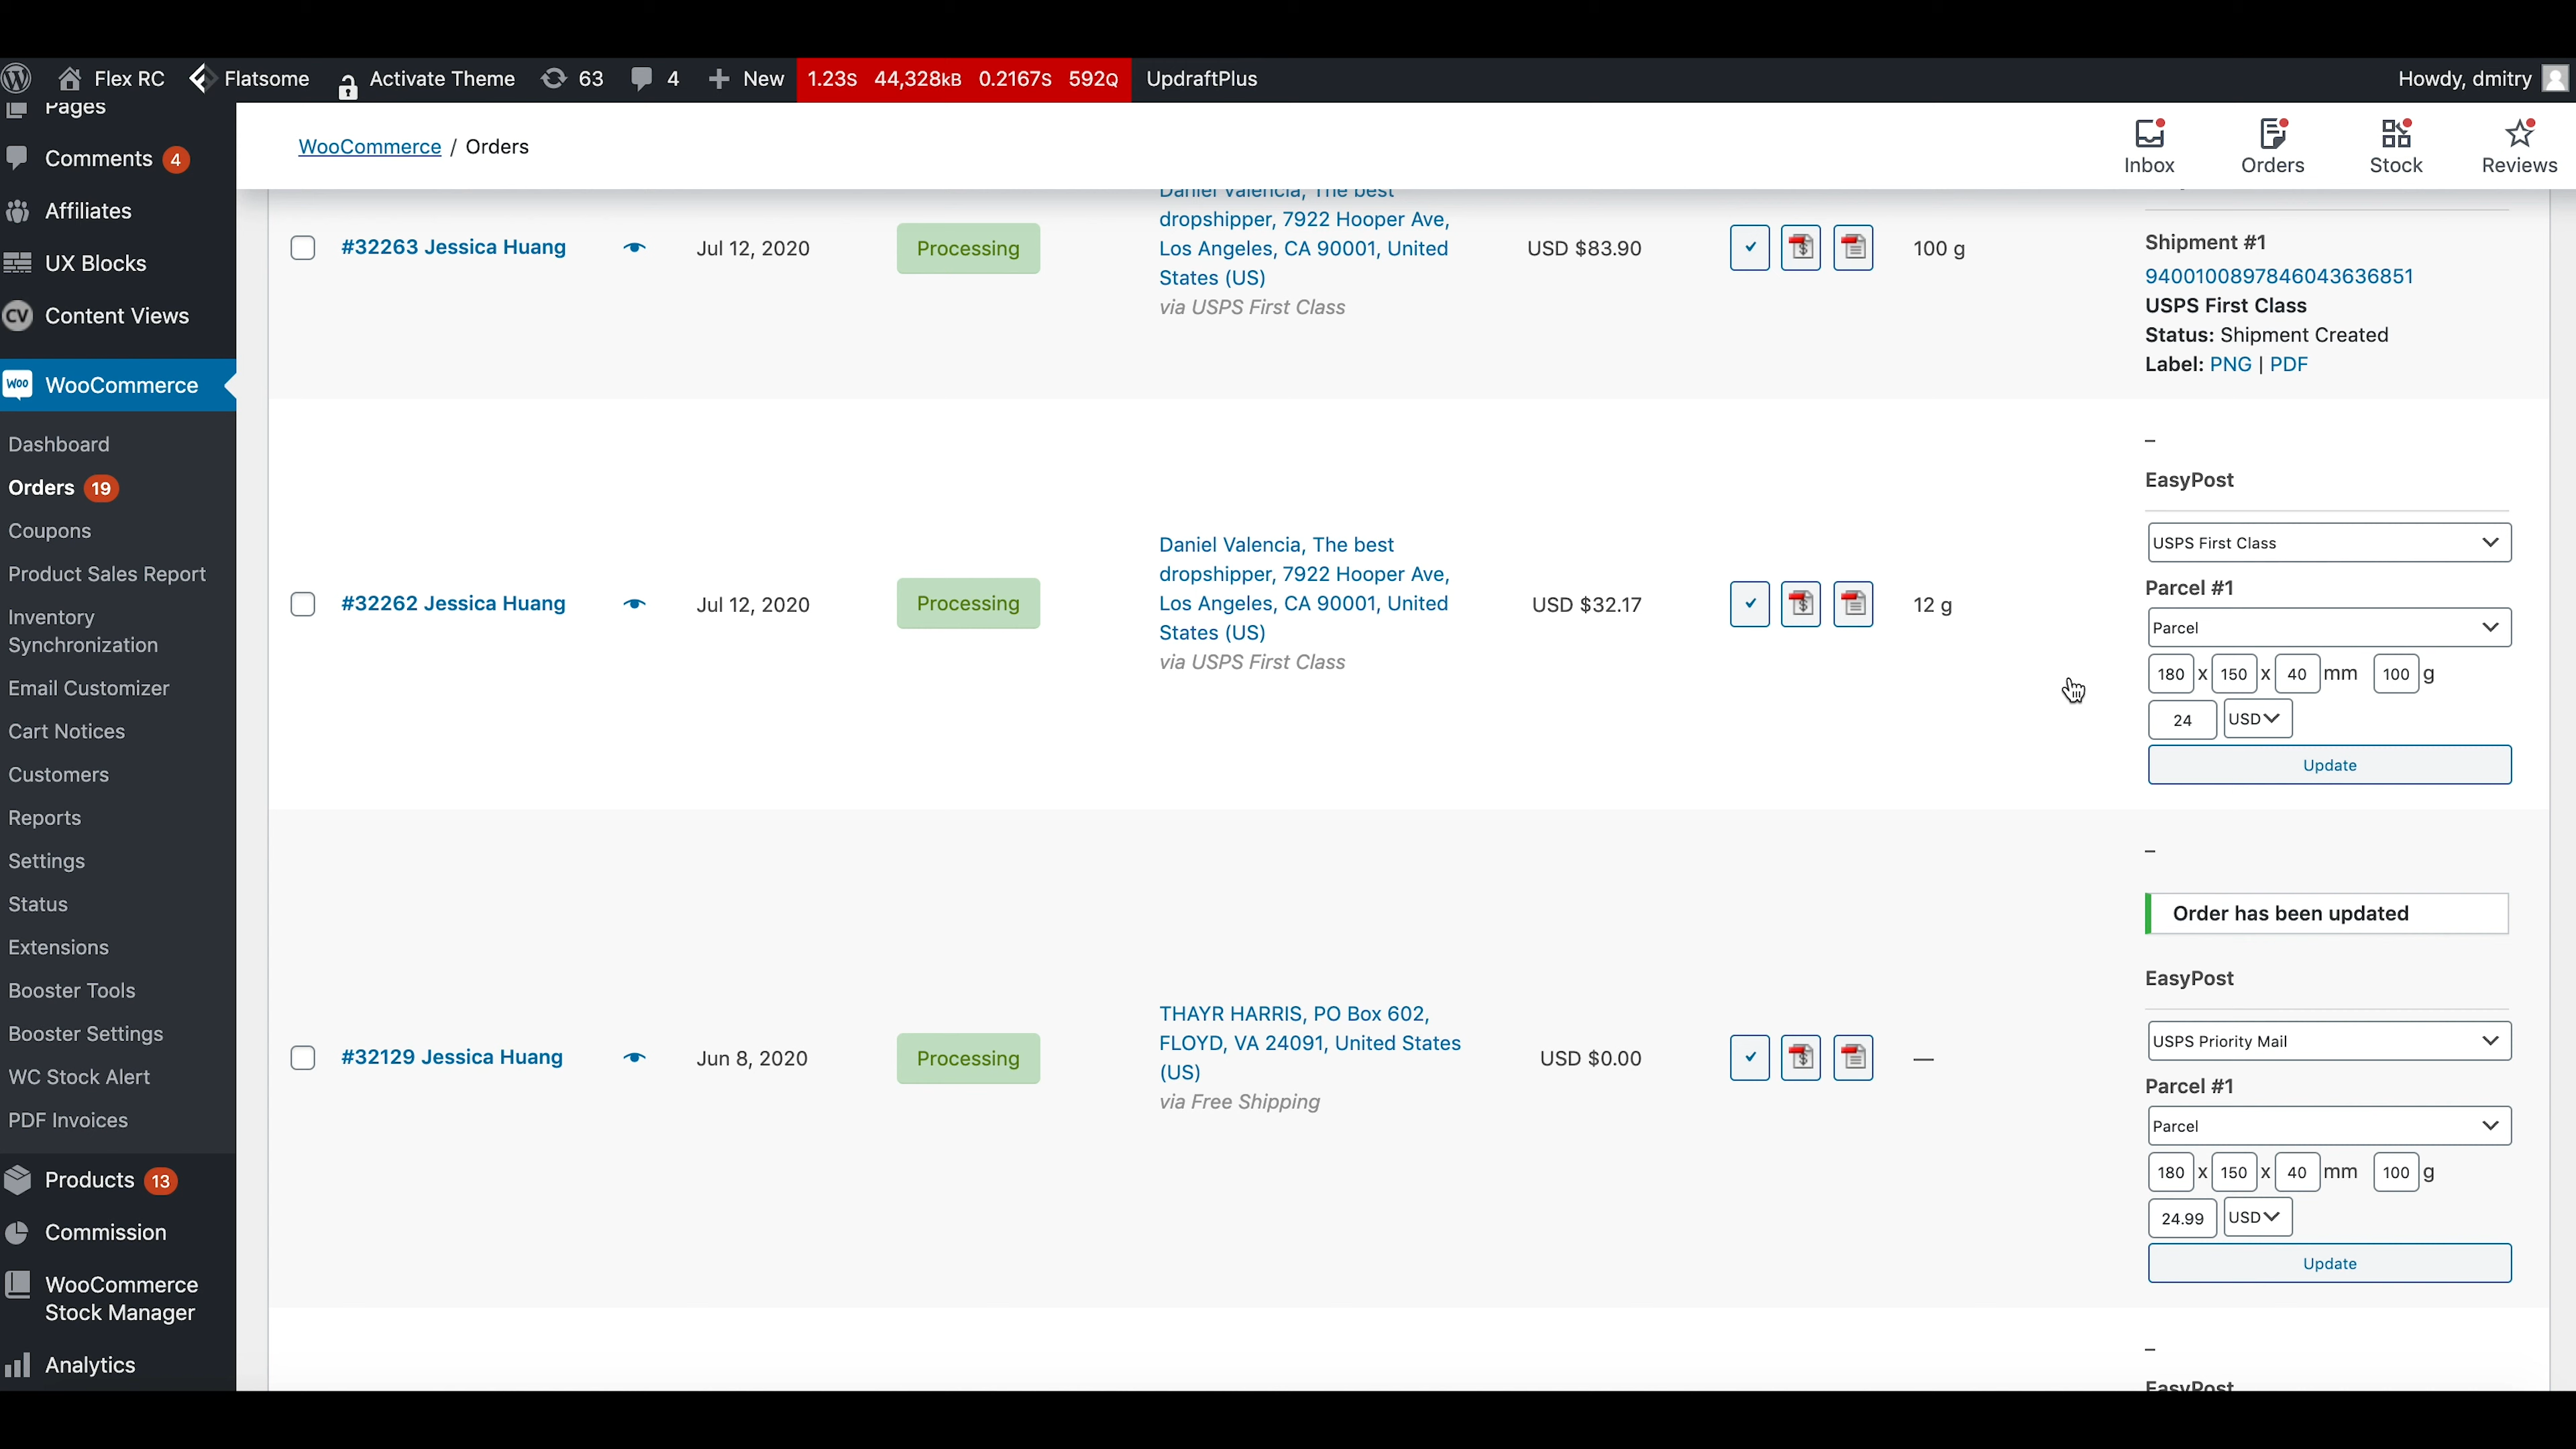 Flex RC Flatsome Activate Theme 63 4 New 1.23s 44,328kB 0.2167s 592Q UpdraftPlus Howdy, dmitry
Pages
Comments 4
Affiliates
UX Blocks
CV Content Views
Woo WooCommerce
Dashboard
Orders 19
Coupons
Product Sales Report
Inventory
Synchronization
Email Customizer
Cart Notices
Customers
Reports
Settings
Status
Extensions
Booster Tools
Booster Settings
WC Stock Alert
PDF Invoices
Products 13
Commission
WooCommerce
Stock Manager
Analytics
WooCommerce / Orders
Inbox Orders Stock Reviews
#32263 Jessica Huang Jul 12, 2020 Processing
Daniel Valencia, The best
dropshipper, 7922 Hooper Ave,
Los Angeles, CA 90001, United
States (US)
via USPS First Class
USD $83.90 100 g
Shipment #1
9400100897846043636851
USPS First Class
Status: Shipment Created
Label: PNG | PDF
#32262 Jessica Huang Jul 12, 2020 Processing
Daniel Valencia, The best
dropshipper, 7922 Hooper Ave,
Los Angeles, CA 90001, United
States (US)
via USPS First Class
USD $32.17 12 g
–
EasyPost
USPS First Class
Parcel #1
Parcel
180 x 150 x 40 mm 100 g
24 USD
Update
#32129 Jessica Huang Jun 8, 2020 Processing
THAYR HARRIS, PO Box 602,
FLOYD, VA 24091, United States
(US)
via Free Shipping
USD $0.00 —
–
Order has been updated
EasyPost
USPS Priority Mail
Parcel #1
Parcel
180 x 150 x 40 mm 100 g
24.99 USD
Update
–
EasyPost